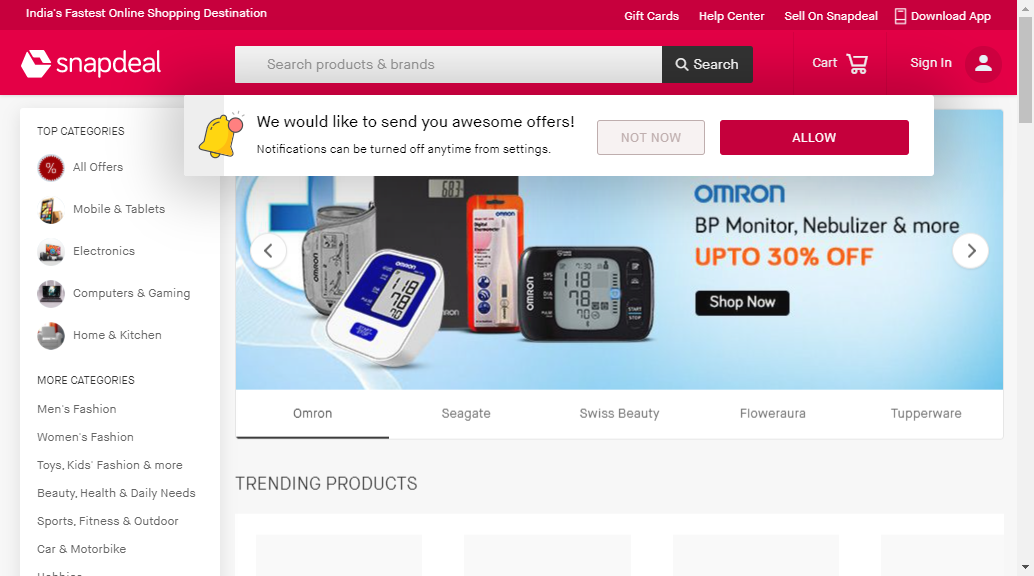 India's Fastest Online Shopping Destination
Gift Cards
Help Center
Sell On Snapdeal
Download App
snapdeal
Search products & brands
Search
Cart
Sign In
We would like to send you awesome offers!
Notifications can be turned off anytime from settings.
NOT NOW
ALLOW
TOP CATEGORIES
%
All Offers
Mobile & Tablets
Electronics
Computers & Gaming
Home & Kitchen
MORE CATEGORIES
Men's Fashion
Women's Fashion
Toys, Kids' Fashion & more
Beauty, Health & Daily Needs
Sports, Fitness & Outdoor
Car & Motorbike
OMRON
BP Monitor, Nebulizer & more
UPTO 30% OFF
Shop Now
Omron
Seagate
Swiss Beauty
Floweraura
Tupperware
TRENDING PRODUCTS